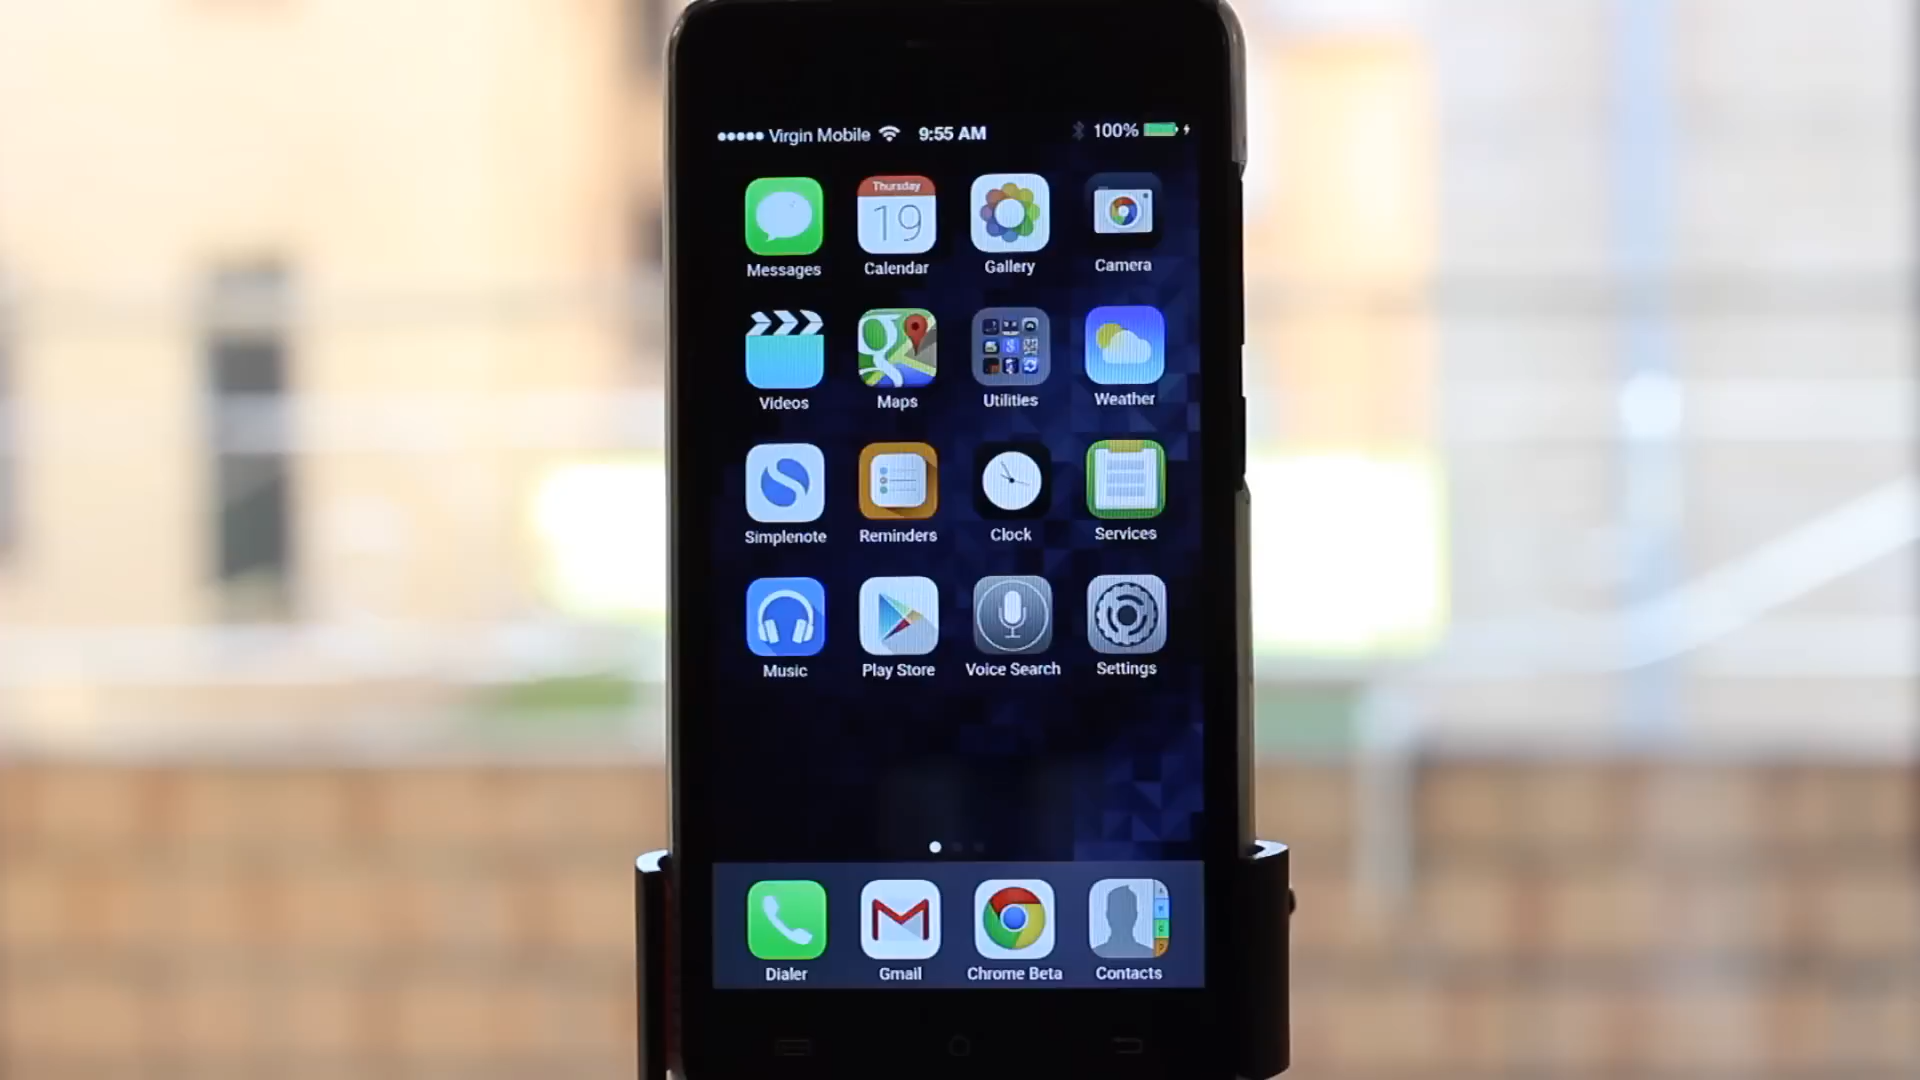 Virgin Mobile 9:55 AM 100%
Thursday
19
Messages Calendar Gallery Camera
Videos Maps Utilities Weather
Simplenote Reminders Clock Services
Music Play Store Voice Search Settings
Dialer Gmail Chrome Beta Contacts